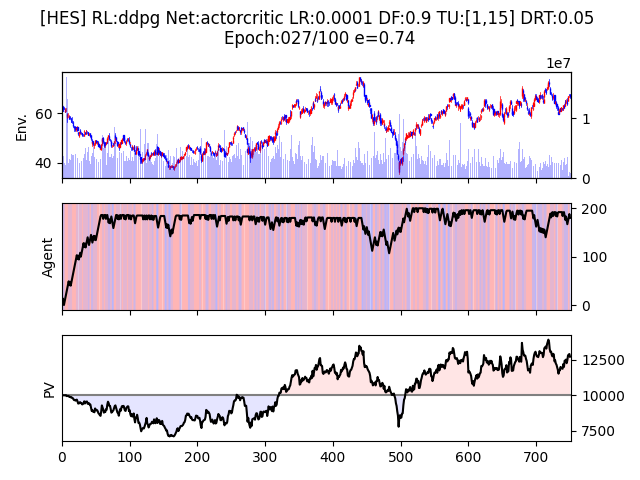 [HES] RL:ddpg Net:actorcritic LR:0.0001 DF:0.9 TU:[1,15] DRT:0.05
Epoch:027/100 e=0.74
1e7
Env.
60
40
1
0
Agent
200
100
0
PV
12500
10000
7500
0 100 200 300 400 500 600 700